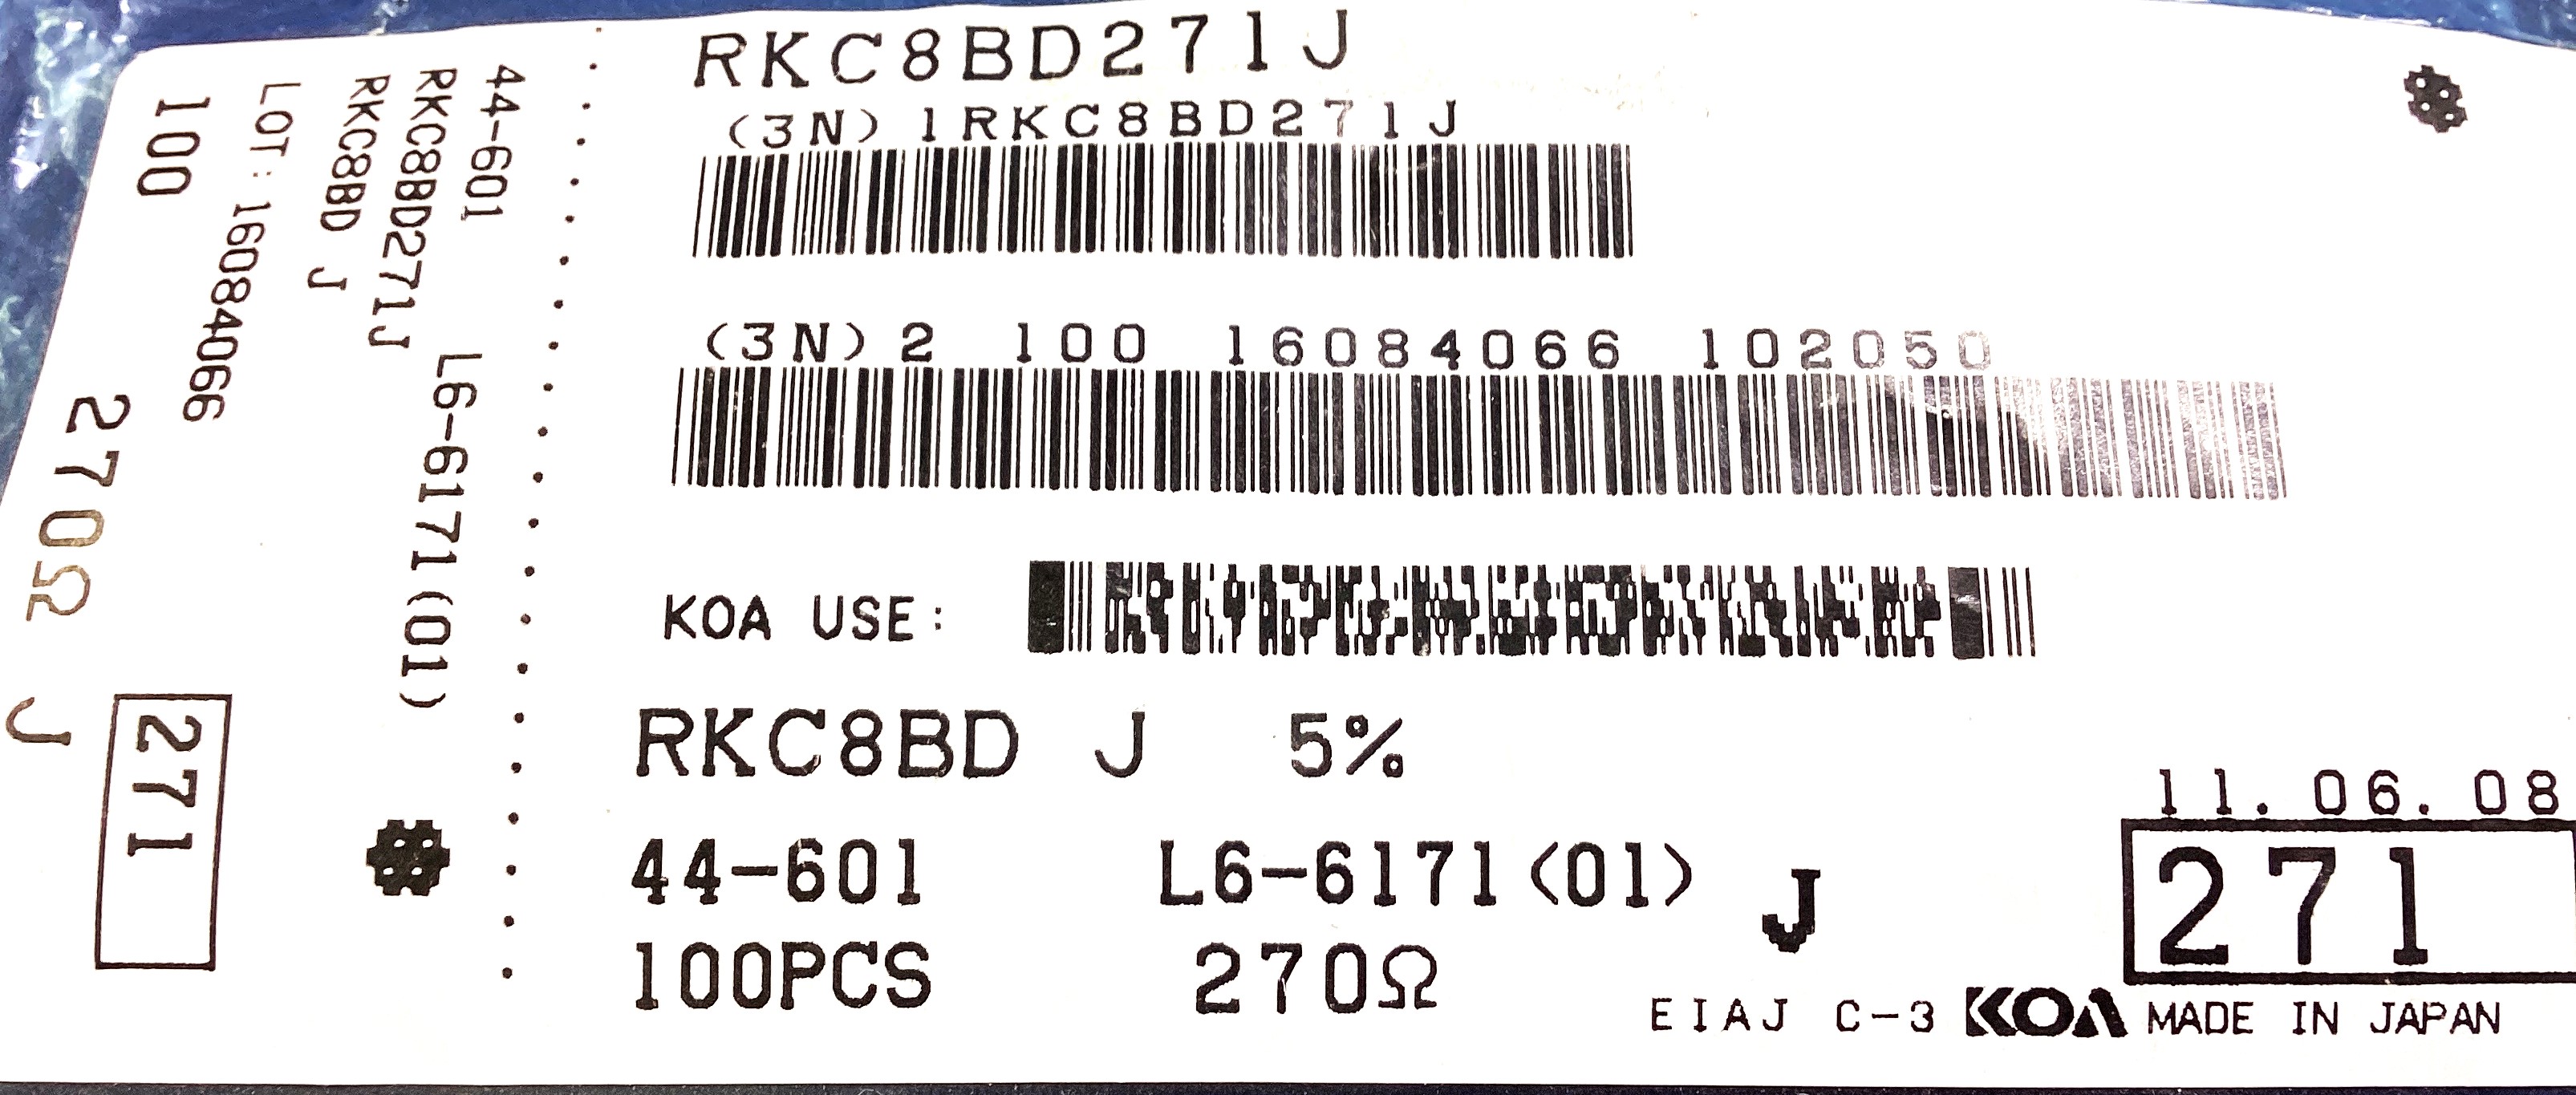 RKC8BD271J
(3N)1RKC8BD271J
(3N)2 100 16084066 102050
KOA USE:
RKC8BD J 5%
11.06.08
44-601 L6-6171(01) J
271
100PCS 270Ω
EIAJ C-3 KOA MADE IN JAPAN
44-601 L6-6171(01)
RKC8BD271J
RKC8BD J
LOT:16084066
271
100 270Ω J